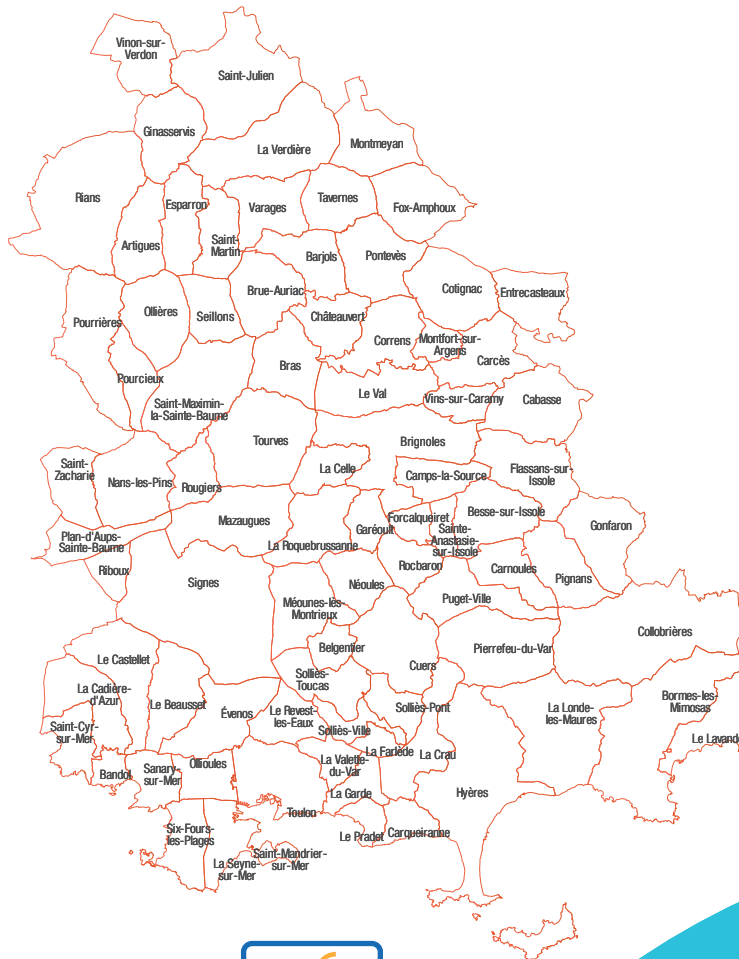 Vinon-sur-
Verdon
Saint-Julien
Ginasservis
La Verdière
Montmeyan
Rians
Esparron
Varages
Tavernes
Fox-Amphoux
Artigues
Saint-
Martin
Barjols
Pontevès
Brue-Auriac
Cotignac
Entrecasteaux
Pourrières
Ollières
Seillons
Châteauvert
Correns
Montfort-sur-
Argens
Carcès
Bras
Pourcieux
Saint-Maximin-
la-Sainte-Baume
Le Val
Vins-sur-Caramy
Cabasse
Tourves
Brignoles
Saint-
Zacharie
Nans-les-Pins
Rougiers
La Celle
Camps-la-Source
Flassans-sur-
Issole
Mazaugues
Garéoult
Forcalqueiret
Besse-sur-Issole
Gonfaron
Plan-d'Aups-
Sainte-Baume
La Roquebrussanne
Sainte-
Anastasie-
sur-Issole
Riboux
Signes
Néoules
Rocbaron
Carnoules
Pignans
Méounes-lès-
Montrieux
Puget-Ville
Collobrières
Belgentier
Pierrefeu-du-Var
Le Castellet
Cuers
Solliès-
Toucas
La Cadière-
d'Azur
Le Beausset
Évenos
Le Revest-
les-Eaux
Solliès-Pont
La Londe-
les-Maures
Bormes-les-
Mimosas
Saint-Cyr-
sur-Mer
Solliès-Ville
Le Lavand
La Farlède
La Crau
Bandol
Sanary-
sur-Mer
Ollioules
La Valette-
du-Var
La Garde
Hyères
Toulon
Six-Fours-
les-Plages
Le Pradet
Carqueiranne
La Seyne-
sur-Mer
Saint-Mandrier-
sur-Mer